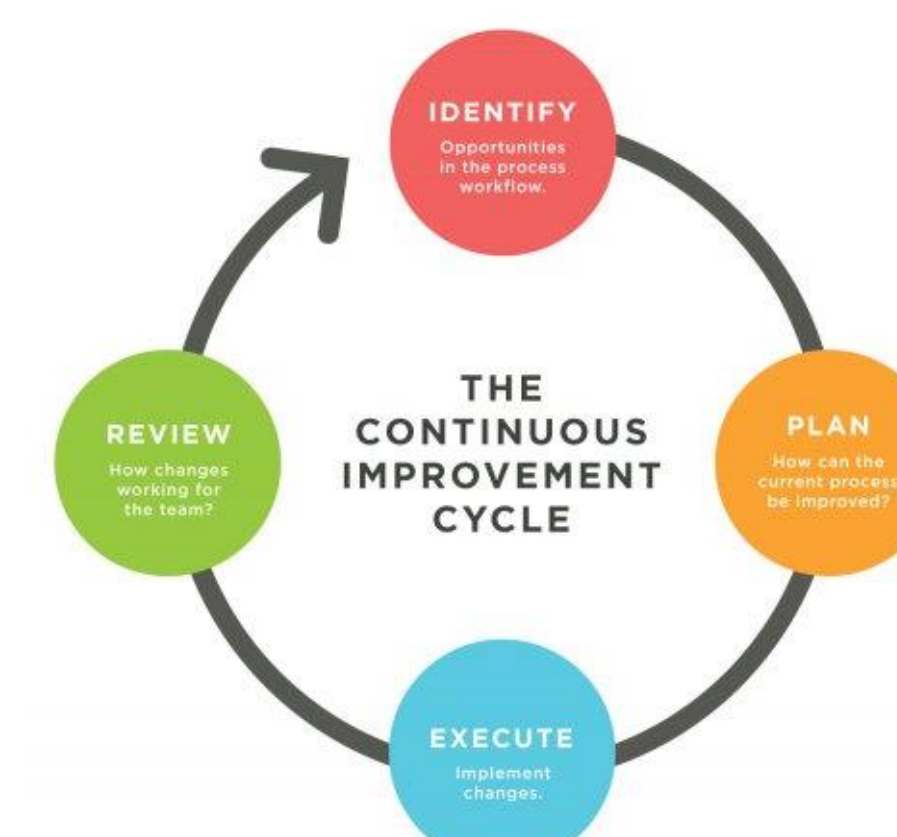 IDENTIFY
Opportunities
in the process
workflow.
PLAN
How can the
current process
be improved?
EXECUTE
Implement
changes.
REVIEW
How changes
working for
the team?
THE
CONTINUOUS
IMPROVEMENT
CYCLE